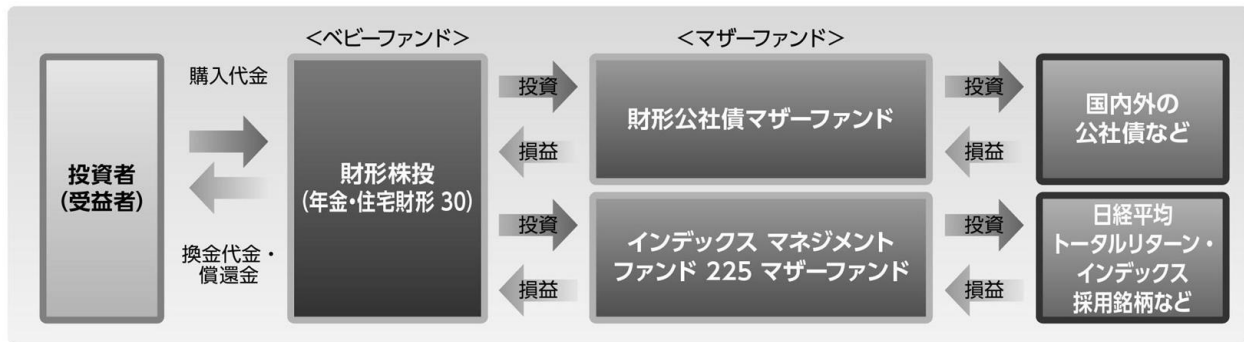 ＜ベビーファンド＞
＜マザーファンド＞
投資者
(受益者)
購入代金
換金代金・
償還金
財形株投
(年金・住宅財形 30)
投資
損益
財形公社債マザーファンド
投資
損益
国内外の
公社債など
投資
損益
インデックス マネジメント
ファンド 225 マザーファンド
投資
損益
日経平均
トータルリターン・
インデックス
採用銘柄など